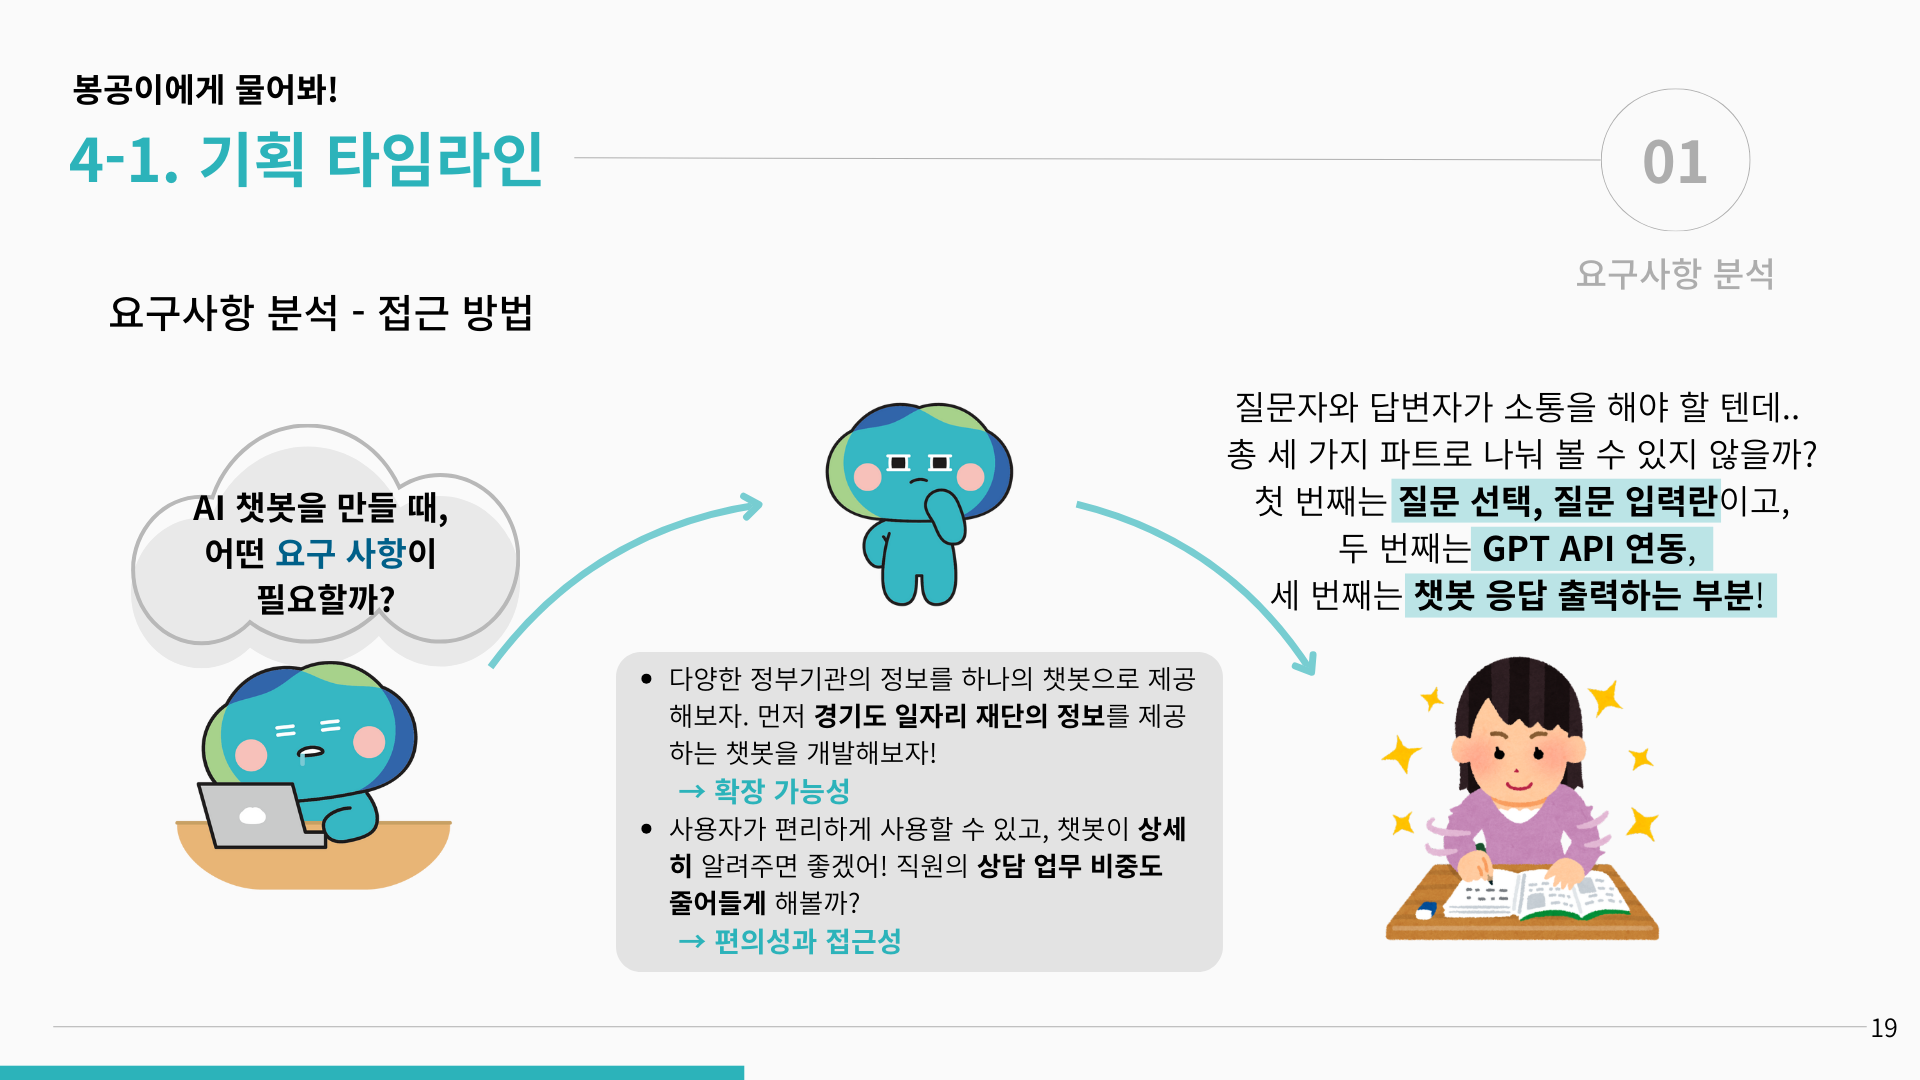 봉공이에게 물어봐!
4-1. 기획 타임라인
01
요구사항 분석
요구사항 분석 - 접근 방법
AI 챗봇을 만들 때,
어떤 요구 사항이
필요할까?
• 다양한 정부기관의 정보를 하나의 챗봇으로 제공
해보자. 먼저 경기도 일자리 재단의 정보를 제공
하는 챗봇을 개발해보자!
→ 확장 가능성
• 사용자가 편리하게 사용할 수 있고, 챗봇이 상세
히 알려주면 좋겠어! 직원의 상담 업무 비중도
줄어들게 해볼까?
→ 편의성과 접근성
질문자와 답변자가 소통을 해야 할 텐데..
총 세 가지 파트로 나눠 볼 수 있지 않을까?
첫 번째는 질문 선택, 질문 입력란이고,
두 번째는 GPT API 연동,
세 번째는 챗봇 응답 출력하는 부분!
19